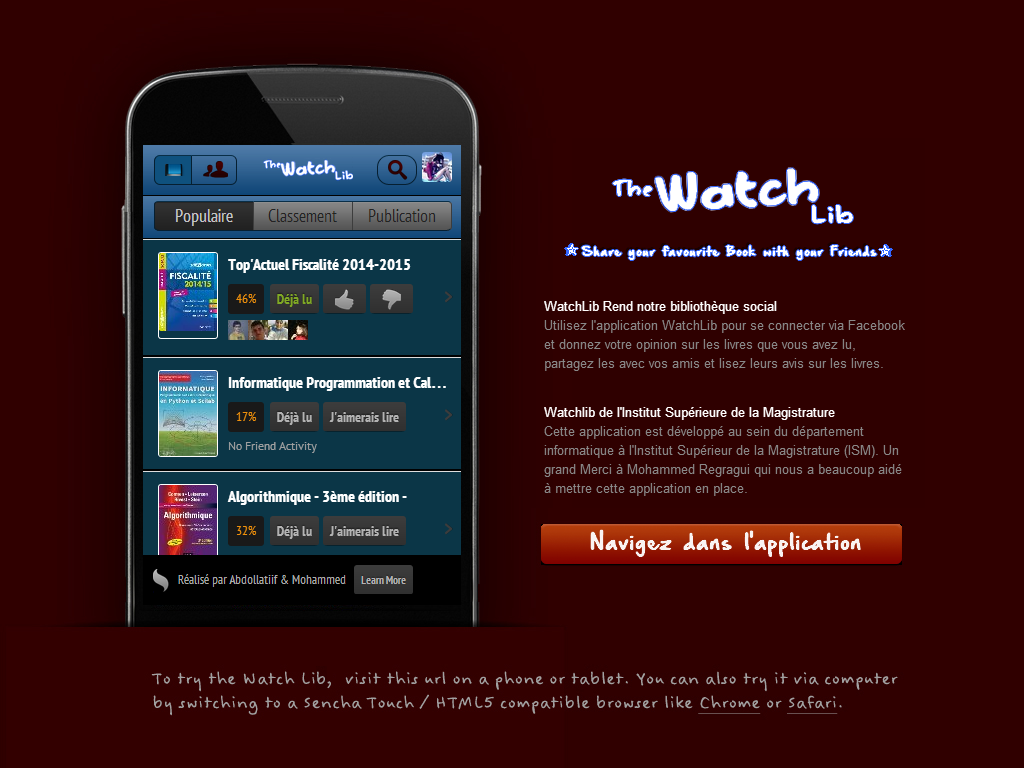 The Watch Lib
Populaire Classement Publication
Top'Actuel Fiscalité 2014-2015
FISCALITÉ
2014/15
46% Déjà lu
Informatique Programmation et Cal...
INFORMATIQUE
en Python et Scilab
17% Déjà lu J'aimerais lire
No Friend Activity
Algorithmique - 3ème édition -
Algorithmique
32% Déjà lu J'aimerais lire
Réalisé par Abdollatiif & Mohammed Learn More
The Watch Lib
Share your favourite Book with your Friends
WatchLib Rend notre bibliothèque social
Utilisez l'application WatchLib pour se connecter via Facebook
et donnez votre opinion sur les livres que vous avez lu,
partagez les avec vos amis et lisez leurs avis sur les livres.
Watchlib de l'Institut Supérieure de la Magistrature
Cette application est développé au sein du département
informatique à l'Institut Supérieur de la Magistrature (ISM). Un
grand Merci à Mohammed Regragui qui nous a beaucoup aidé
à mettre cette application en place.
Navigez dans l'application
To try the Watch Lib, visit this url on a phone or tablet. You can also try it via computer
by switching to a Sencha Touch / HTML5 compatible browser like Chrome or Safari.